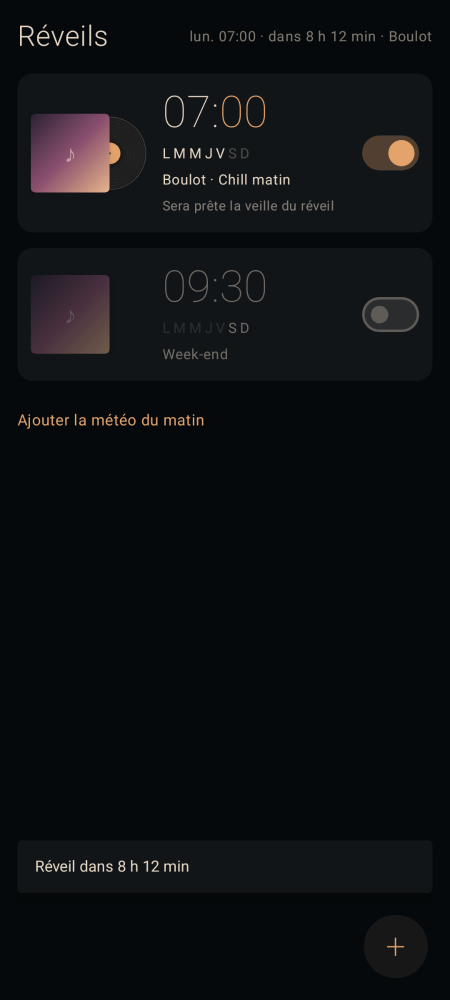 Réveils
lun. 07:00 · dans 8 h 12 min · Boulot
07:00
LMMJVSD
Boulot · Chill matin
Sera prête la veille du réveil
09:30
LMMJVSD
Week-end
Ajouter la météo du matin
Réveil dans 8 h 12 min